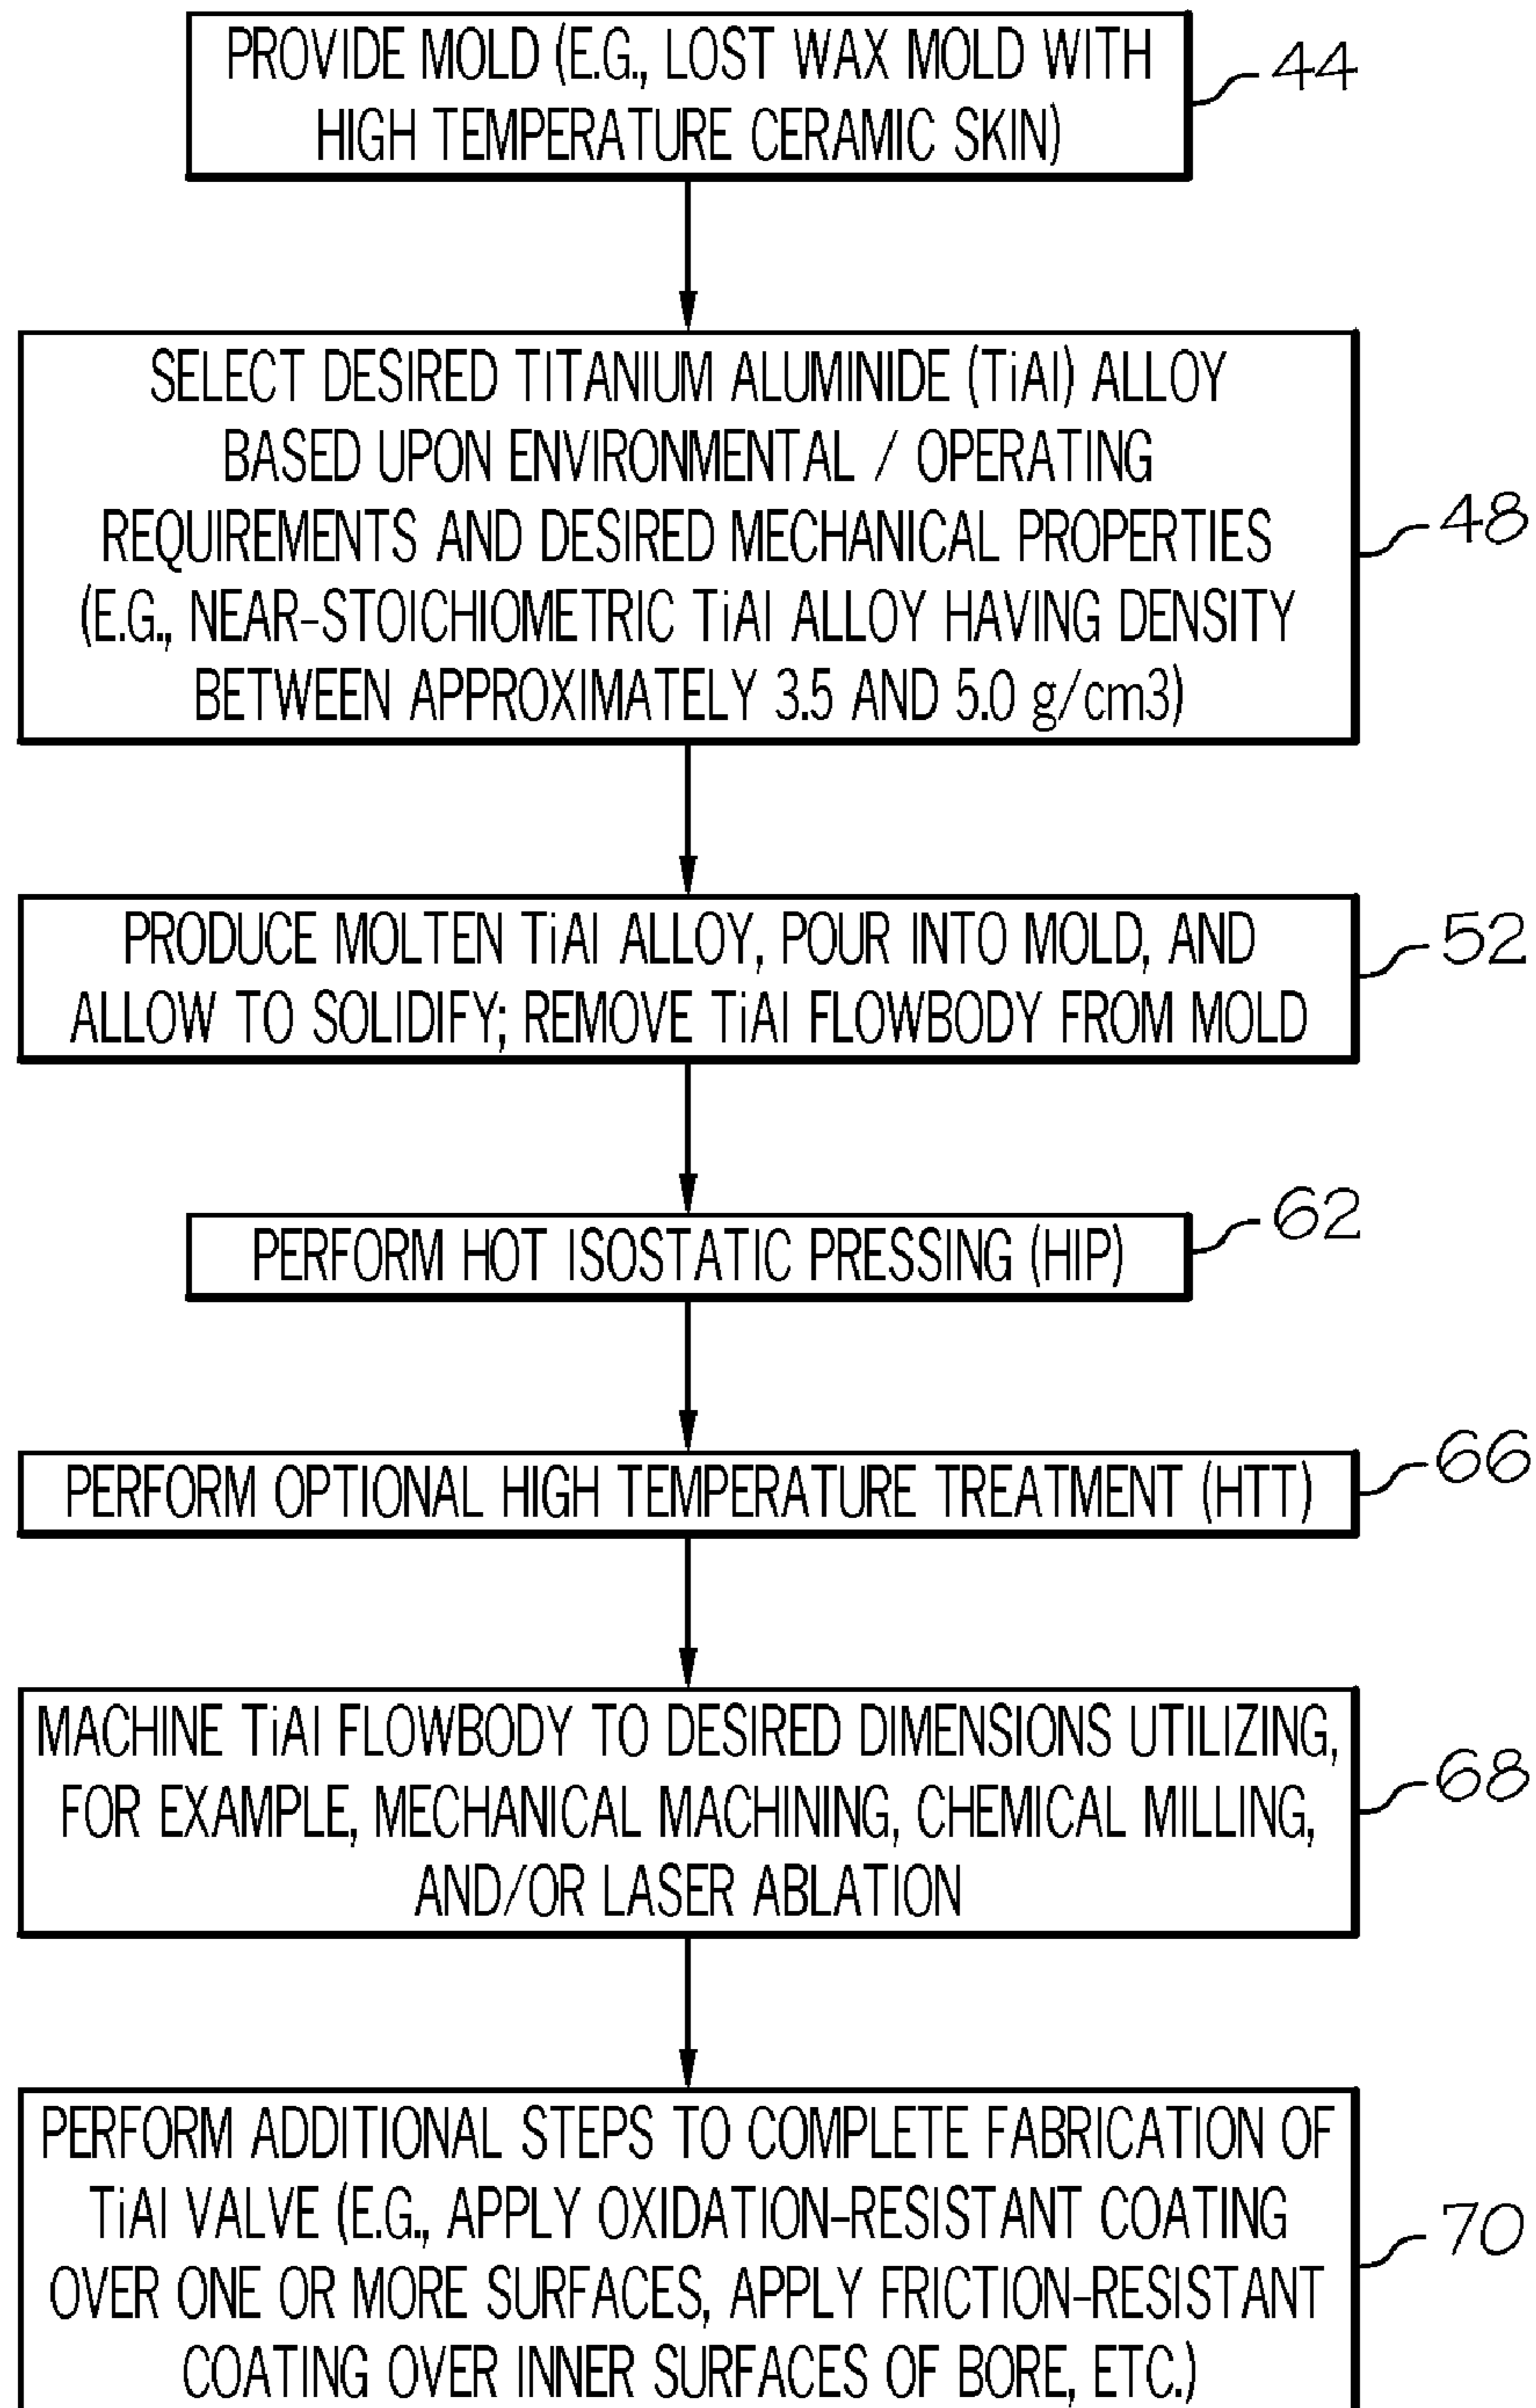 PROVIDE MOLD (E.G., LOST WAX MOLD WITH
HIGH TEMPERATURE CERAMIC SKIN)
44
SELECT DESIRED TITANIUM ALUMINIDE (TiAl) ALLOY
BASED UPON ENVIRONMENTAL / OPERATING
REQUIREMENTS AND DESIRED MECHANICAL PROPERTIES
(E.G., NEAR-STOICHIOMETRIC TiAl ALLOY HAVING DENSITY
BETWEEN APPROXIMATELY 3.5 AND 5.0 g/cm3)
48
PRODUCE MOLTEN TiAl ALLOY, POUR INTO MOLD, AND
ALLOW TO SOLIDIFY; REMOVE TiAl FLOWBODY FROM MOLD
52
PERFORM HOT ISOSTATIC PRESSING (HIP)
62
PERFORM OPTIONAL HIGH TEMPERATURE TREATMENT (HTT)
66
MACHINE TiAl FLOWBODY TO DESIRED DIMENSIONS UTILIZING,
FOR EXAMPLE, MECHANICAL MACHINING, CHEMICAL MILLING,
AND/OR LASER ABLATION
68
PERFORM ADDITIONAL STEPS TO COMPLETE FABRICATION OF
TiAl VALVE (E.G., APPLY OXIDATION-RESISTANT COATING
OVER ONE OR MORE SURFACES, APPLY FRICTION-RESISTANT
COATING OVER INNER SURFACES OF BORE, ETC.)
70